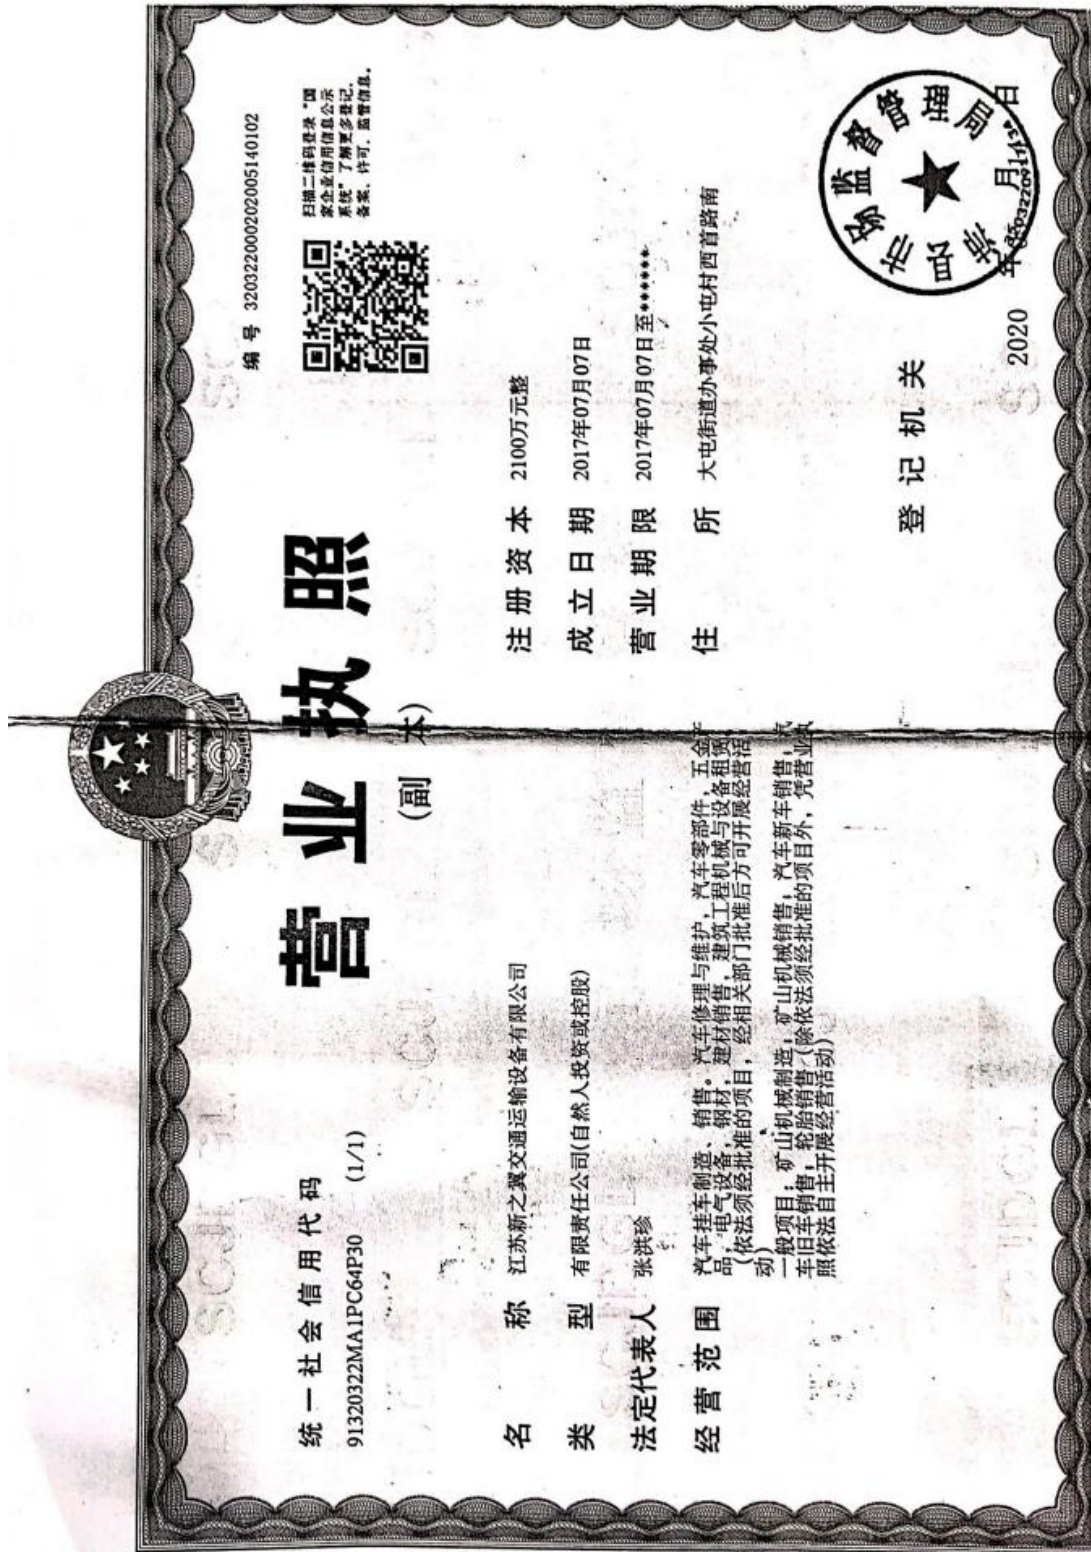 编 号 320322000202005140102
统一社会信用代码
91320322MA1PC64P30 (1/1)
营业执照
(副 本)
扫描二维码登录“国
家企业信用信息公示
系统”了解更多登记、
备案、许可、监管信息。
名 称 江苏新之翼交通运输设备有限公司
类 型 有限责任公司(自然人投资或控股)
法定代表人 张洪珍
经营范围 汽车挂车制造、销售。汽车修理与维护,汽车零部件,五金产
品,电气设备,钢材,建材销售,建筑工程机械与设备租赁
(依法须经批准的项目,经相关部门批准后方可开展经营活
动)
一般项目:矿山机械制造;矿山机械销售;汽车新车销售;汽
车旧车销售;轮胎销售(除依法须经批准的项目外,凭营业执
照依法自主开展经营活动)
注册资本 2100万元整
成立日期 2017年07月07日
营业期限 2017年07月07日至******
住 所 大屯街道办事处小屯村西首路南
登记机关
沛县市场监督管理局
2020 年 月 日